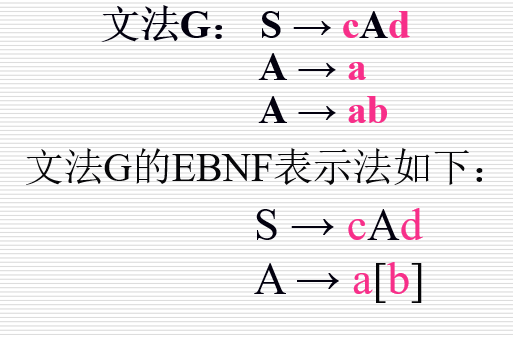 文法G： S → cAd
A → a
A → ab
文法G的EBNF表示法如下：
S → cAd
A → a[b]